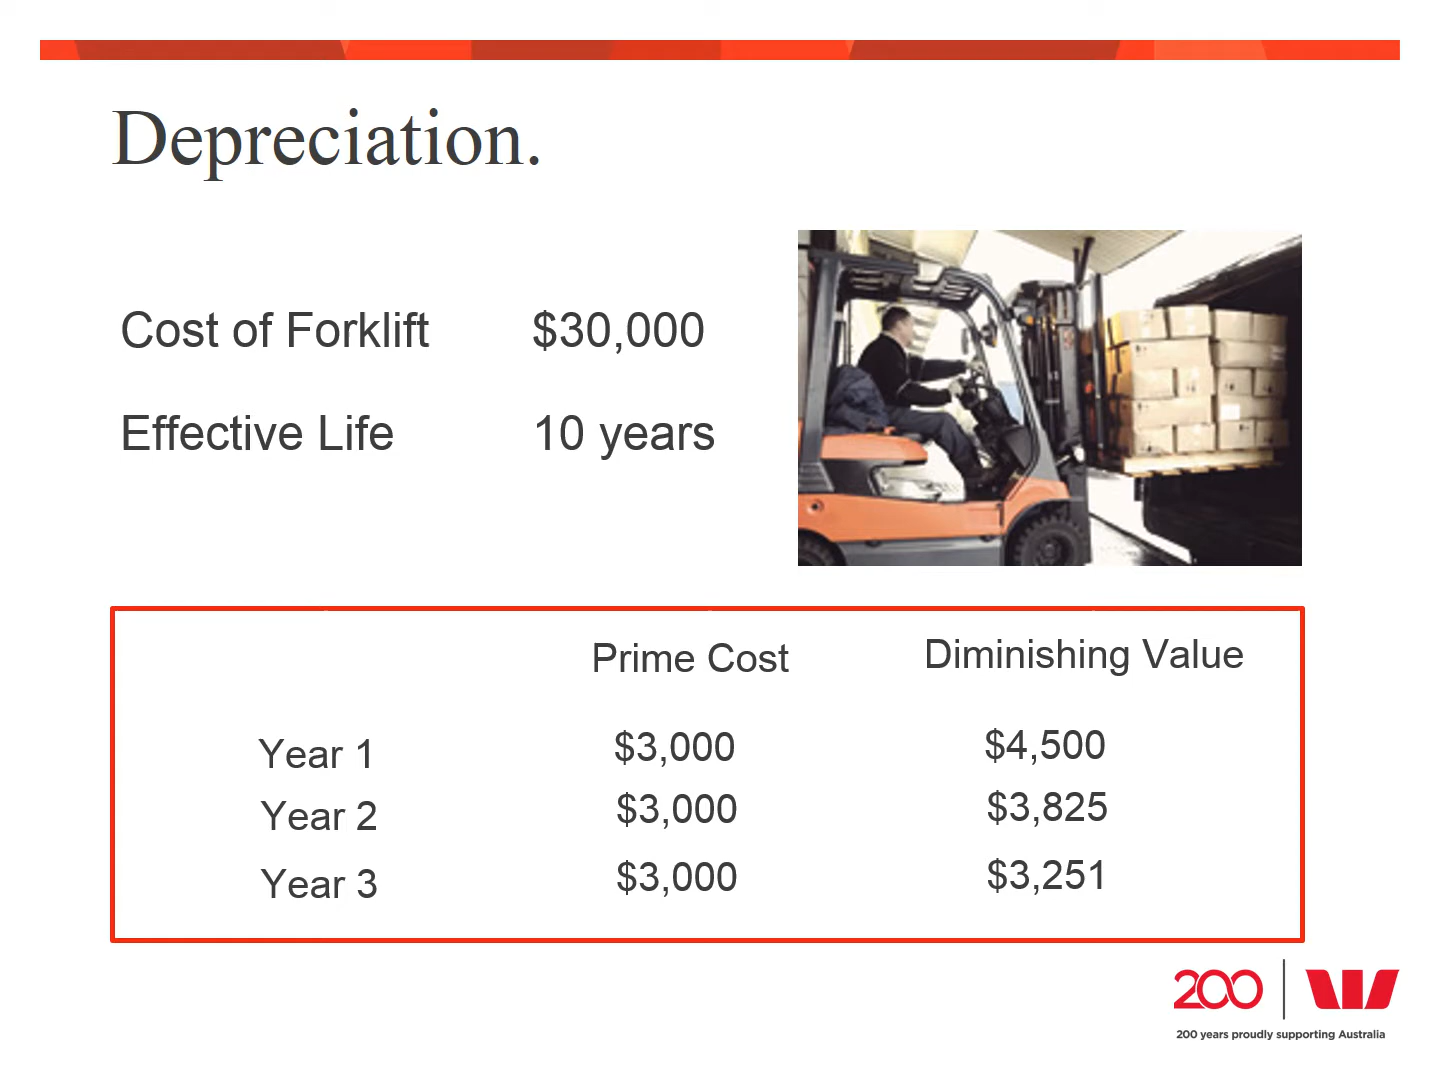 Depreciation.
Cost of Forklift $30,000
Effective Life 10 years
Prime Cost Diminishing Value
Year 1 $3,000 $4,500
Year 2 $3,000 $3,825
Year 3 $3,000 $3,251
200
200 years proudly supporting Australia